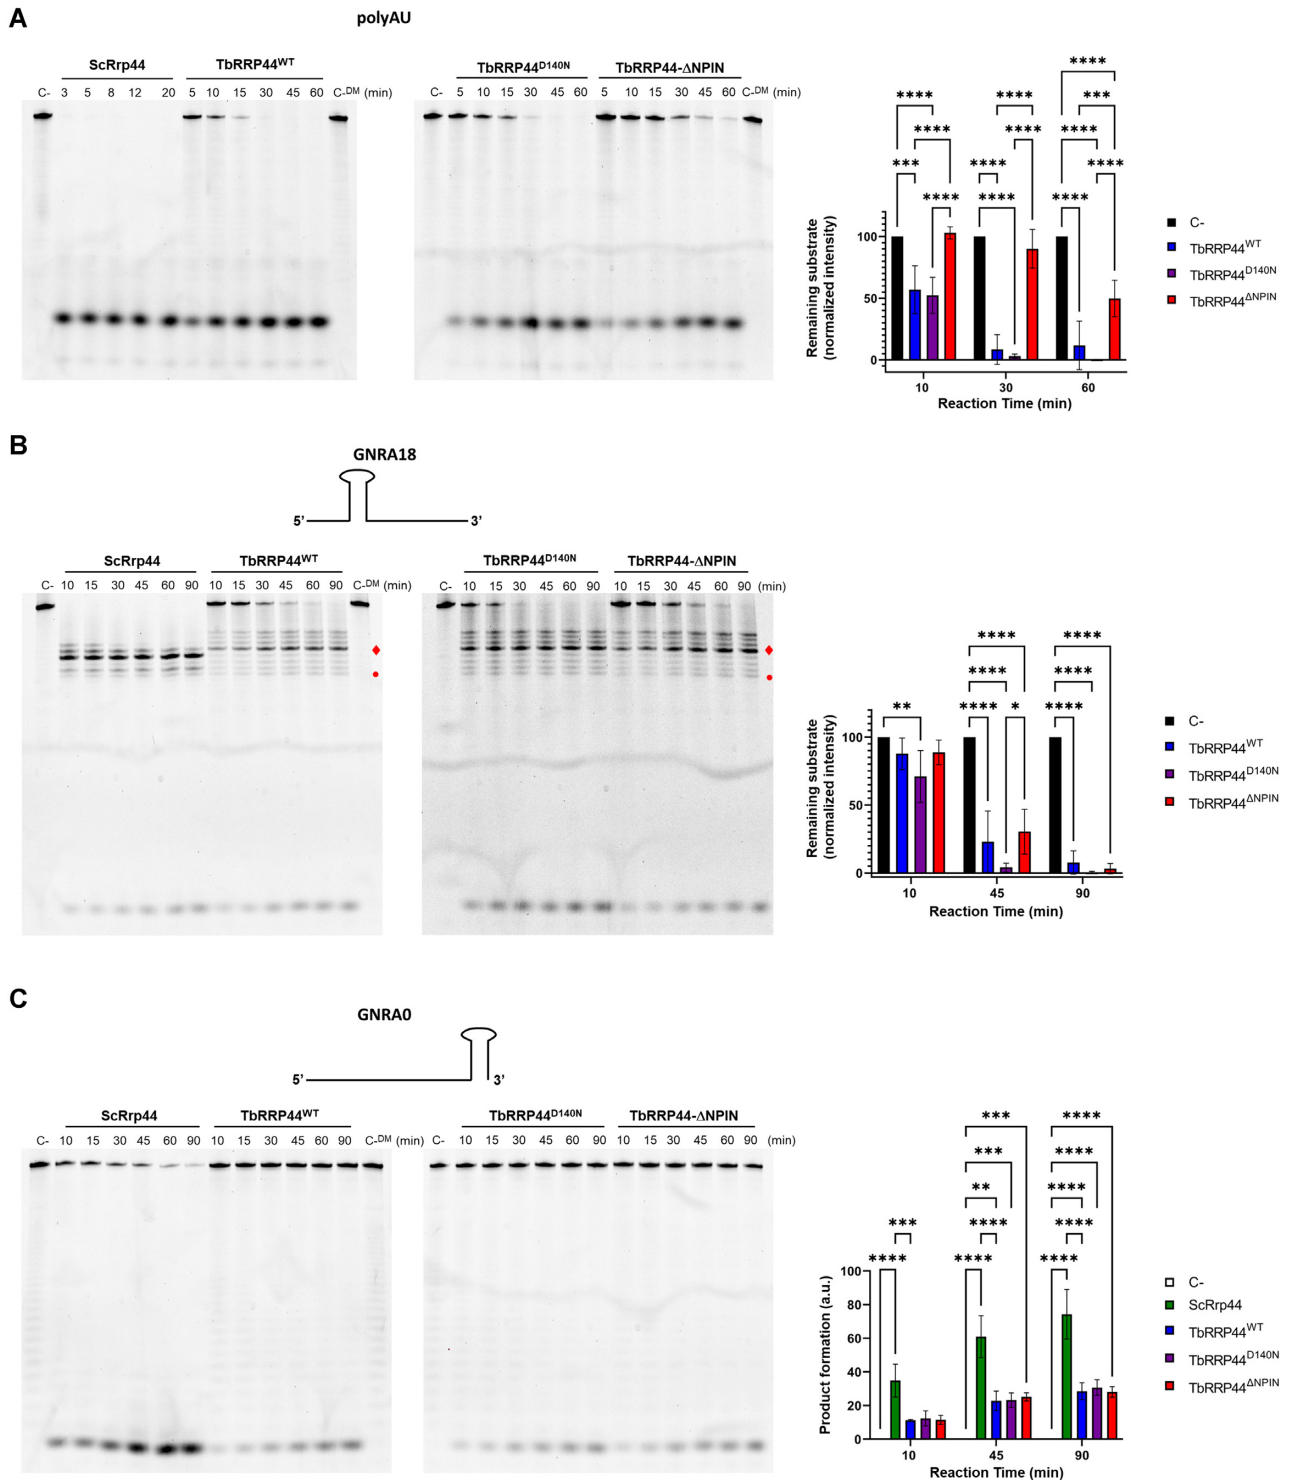 A
polyAU
ScRrp44 TbRRP44WT
C- 3 5 8 12 20 5 10 15 30 45 60 C-DM (min)
TbRRP44D140N TbRRP44-ΔNPIN
C- 5 10 15 30 45 60 5 10 15 30 45 60 C-DM (min)
**** ****
**** *** ****
*** **** **** ****
**** **** ****
**** **** ****
Remaining substrate
(normalized intensity)
100
50
0
10 30 60
Reaction Time (min)
C-
TbRRP44WT
TbRRP44D140N
TbRRP44ΔNPIN
B
GNRA18
5’ 3’
ScRrp44 TbRRP44WT
C- 10 15 30 45 60 90 10 15 30 45 60 90 C-DM (min)
TbRRP44D140N TbRRP44-ΔNPIN
C- 10 15 30 45 60 90 10 15 30 45 60 90 (min)
**** ****
**** ****
** **** * ****
Remaining substrate
(normalized intensity)
100
50
0
10 45 90
Reaction Time (min)
C-
TbRRP44WT
TbRRP44D140N
TbRRP44ΔNPIN
C
GNRA0
5’ 3’
ScRrp44 TbRRP44WT
C- 10 15 30 45 60 90 10 15 30 45 60 90 C-DM (min)
TbRRP44D140N TbRRP44-ΔNPIN
C- 10 15 30 45 60 90 10 15 30 45 60 90 (min)
*** ****
*** ****
** ****
*** **** ****
**** **** ****
Product formation (a.u.)
100
80
60
40
20
0
10 45 90
Reaction Time (min)
C-
ScRrp44
TbRRP44WT
TbRRP44D140N
TbRRP44ΔNPIN